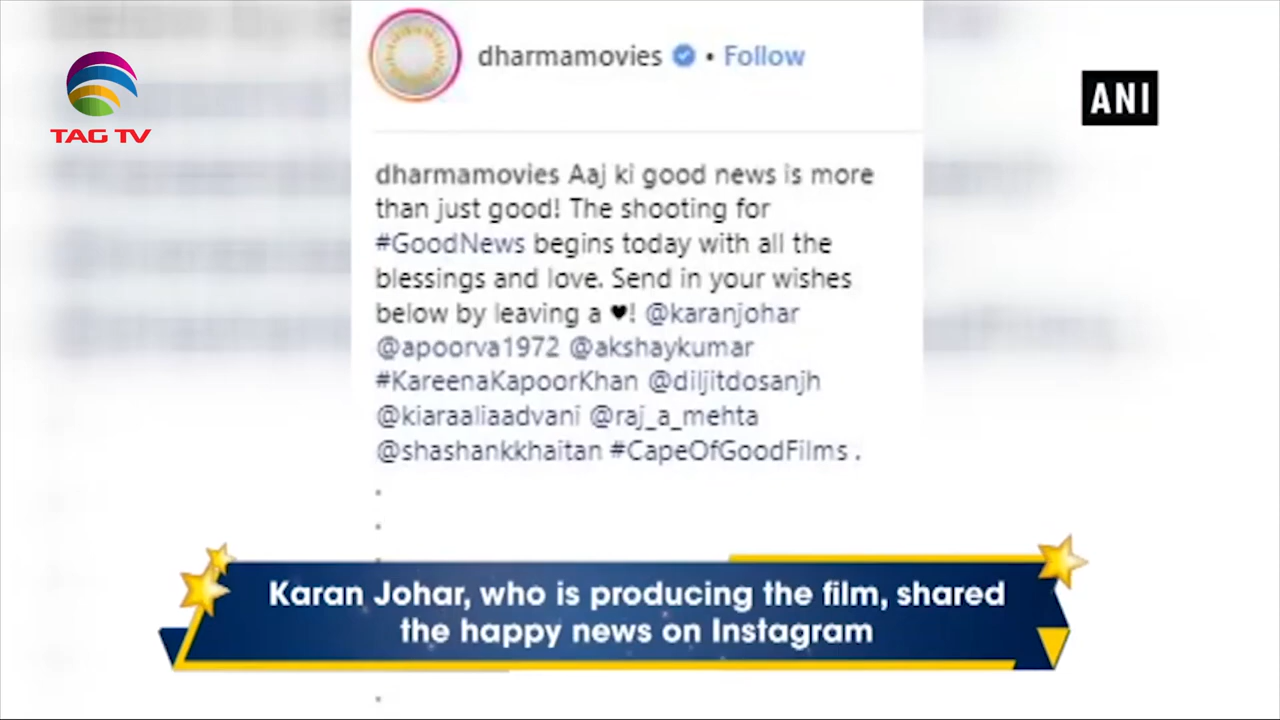 dharmamovies • Follow
TAG TV
ANI
dharmamovies Aaj ki good news is more
than just good! The shooting for
#GoodNews begins today with all the
blessings and love. Send in your wishes
below by leaving a ♥! @karanjohar
@apoorva1972 @akshaykumar
#KareenaKapoorKhan @diljitdosanjh
@kiaraaliaadvani @raj_a_mehta
@shashankkhaitan #CapeOfGoodFilms .
.
.
.
Karan Johar, who is producing the film, shared
the happy news on Instagram
.